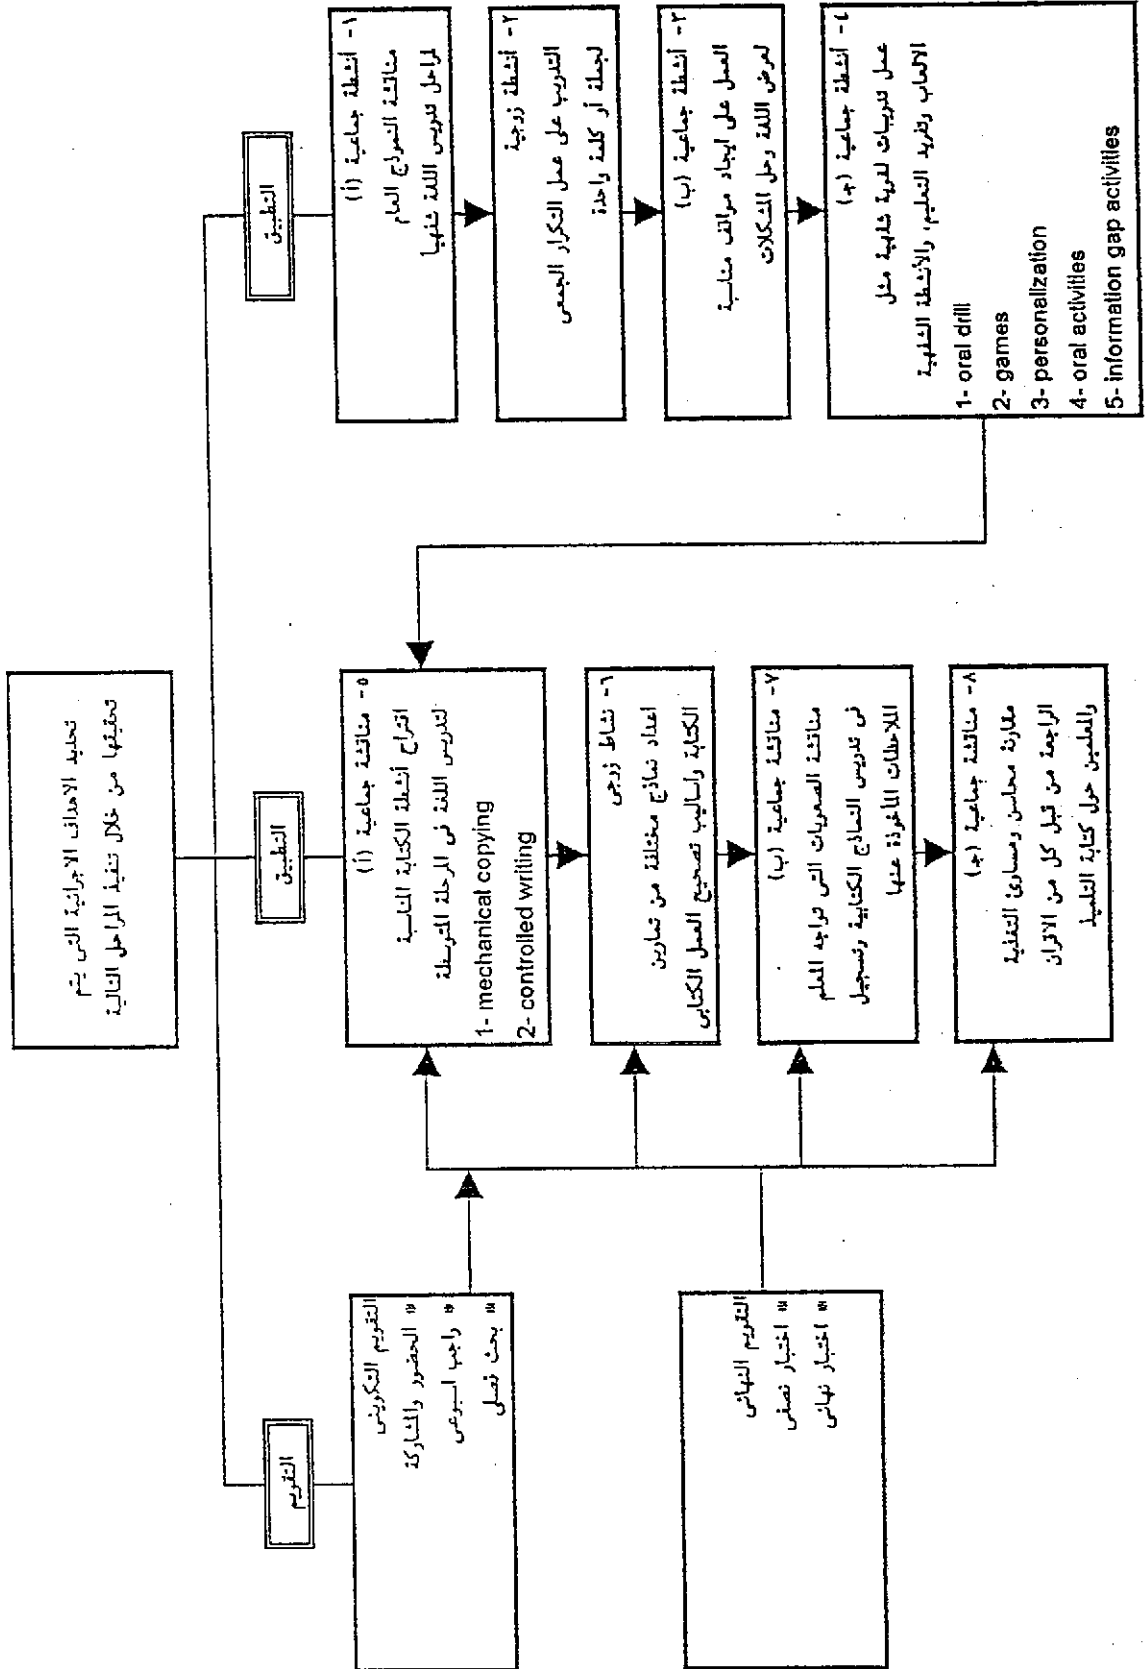 تحديد الاهداف الاجرائية التى يتم
تحقيقها من خلال تنفيذ المراحل التالية
التطبيق
١- أنشطة جماعية (أ)
مناقشة النموذج العام
لمراحل تدريس اللغة شفهيا
٢- أنشطة زوجية
التدريب على عمل التكرار الجمعى
لجملة أو كلمة واحدة
٣- أنشطة جماعية (ب)
العمل على ايجاد مواقف مناسبة
لعرض اللغة وحل المشكلات
٤- أنشطة جماعية (جـ)
عمل تدريبات لغوية شفهية مثل
الالعاب وتفريد التعليم، والأنشطة الشفهية
1- oral drill
2- games
3- personalization
4- oral activities
5- information gap activities
التطبيق
٥- مناقشة جماعية (أ)
اقتراح أنشطة الكتابة المناسبة
لتدريس اللغة فى المرحلة المتوسطة
1- mechanical copying
2- controlled writing
٦- نشاط زوجى
اعداد نماذج مختلفة من تمارين
الكتابة واساليب تصحيح العمل الكتابى
٧- مناقشة جماعية (ب)
مناقشة الصعوبات التى تواجه المعلم
فى تدريس النماذج الكتابية وتسجيل
الملاحظات المأخوذة عنها
٨- مناقشة جماعية (جـ)
مقارنة محاسن ومساوئ التغذية
الراجعة من قبل كل من الاقران
والمعلمين حول كتابة التلميذ
التقويم
التقويم التكوينى
* الحضور والمشاركة
* واجب اسبوعى
* بحث فصلى
التقويم النهائى
* اختبار نصفى
* اختبار نهائى